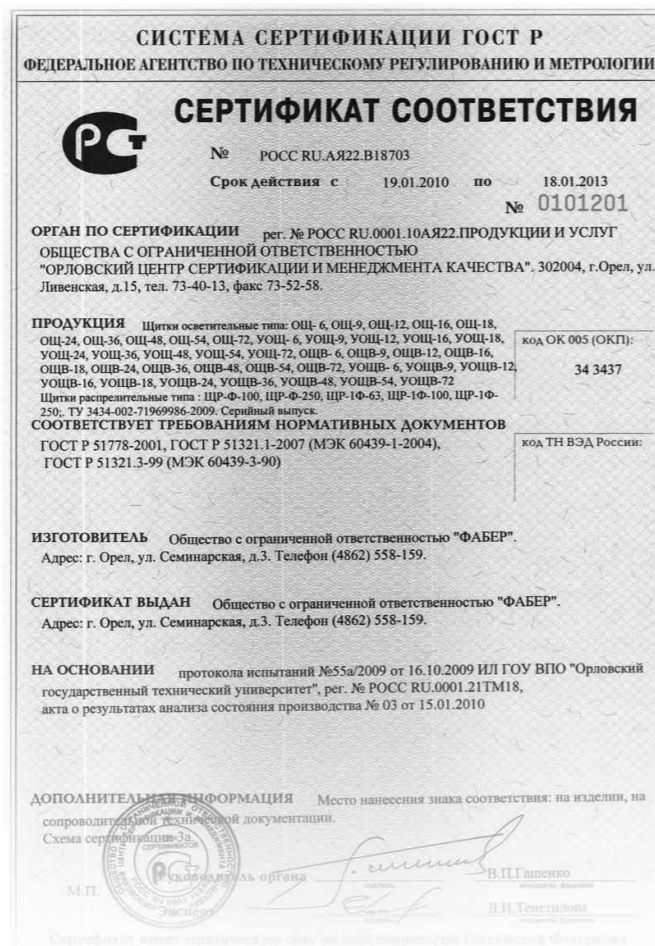 СИСТЕМА СЕРТИФИКАЦИИ ГОСТ Р
ФЕДЕРАЛЬНОЕ АГЕНТСТВО ПО ТЕХНИЧЕСКОМУ РЕГУЛИРОВАНИЮ И МЕТРОЛОГИИ
СЕРТИФИКАТ СООТВЕТСТВИЯ
№ РОСС RU.АЯ22.В18703
Срок действия с 19.01.2010 по 18.01.2013
№ 0101201
ОРГАН ПО СЕРТИФИКАЦИИ рег. № РОСС RU.0001.10АЯ22.ПРОДУКЦИИ И УСЛУГ
ОБЩЕСТВА С ОГРАНИЧЕННОЙ ОТВЕТСТВЕННОСТЬЮ
"ОРЛОВСКИЙ ЦЕНТР СЕРТИФИКАЦИИ И МЕНЕДЖМЕНТА КАЧЕСТВА". 302004, г.Орел, ул.
Ливенская, д.15, тел. 73-40-13, факс 73-52-58.
ПРОДУКЦИЯ Щитки осветительные типа: ОЩ- 6, ОЩ-9, ОЩ-12, ОЩ-16, ОЩ-18,
ОЩ-24, ОЩ-36, ОЩ-48, ОЩ-54, ОЩ-72, УОЩ- 6, УОЩ-9, УОЩ-12, УОЩ-16, УОЩ-18,
УОЩ-24, УОЩ-36, УОЩ-48, УОЩ-54, УОЩ-72, ОЩВ- 6, ОЩВ-9, ОЩВ-12, ОЩВ-16,
ОЩВ-18, ОЩВ-24, ОЩВ-36, ОЩВ-48, ОЩВ-54, ОЩВ-72, УОЩВ- 6, УОЩВ-9, УОЩВ-12,
УОЩВ-16, УОЩВ-18, УОЩВ-24, УОЩВ-36, УОЩВ-48, УОЩВ-54, УОЩВ-72
Щитки распрелительные типа : ЩР-Ф-100, ЩР-Ф-250, ЩР-1Ф-63, ЩР-1Ф-100, ЩР-1Ф-
250;. ТУ 3434-002-71969986-2009. Серийный выпуск.
код ОК 005 (ОКП):
34 3437
СООТВЕТСТВУЕТ ТРЕБОВАНИЯМ НОРМАТИВНЫХ ДОКУМЕНТОВ
ГОСТ Р 51778-2001, ГОСТ Р 51321.1-2007 (МЭК 60439-1-2004),
ГОСТ Р 51321.3-99 (МЭК 60439-3-90)
код ТН ВЭД России:
ИЗГОТОВИТЕЛЬ Общество с ограниченной ответственностью "ФАБЕР".
Адрес: г. Орел, ул. Семинарская, д.3. Телефон (4862) 558-159.
СЕРТИФИКАТ ВЫДАН Общество с ограниченной ответственностью "ФАБЕР".
Адрес: г. Орел, ул. Семинарская, д.3. Телефон (4862) 558-159.
НА ОСНОВАНИИ протокола испытаний №55а/2009 от 16.10.2009 ИЛ ГОУ ВПО "Орловский
государственный технический университет", рег. № РОСС RU.0001.21ТМ18,
акта о результатах анализа состояния производства № 03 от 15.01.2010
ДОПОЛНИТЕЛЬНАЯ ИНФОРМАЦИЯ Место нанесения знака соответствия: на изделии, на
сопроводительной технической документации.
Схема сертификации 3а.
Руководитель органа В.П.Гашенко
подпись инициалы, фамилия
М.П.
Эксперт Л.И.Тенетилова